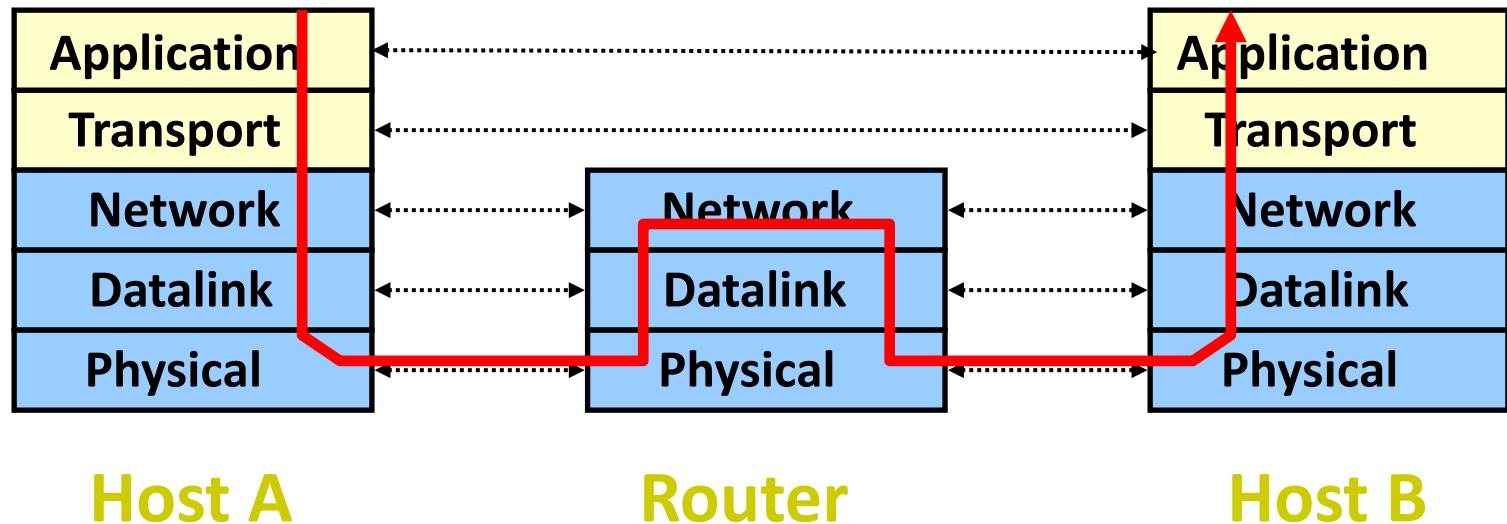 Application
Transport
Network
Datalink
Physical
Host A
Network
Datalink
Physical
Router
Application
Transport
Network
Datalink
Physical
Host B